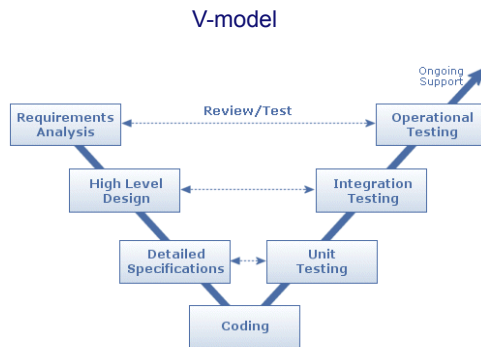 V-model
Ongoing
Support
Requirements
Analysis
Review/Test
Operational
Testing
High Level
Design
Integration
Testing
Detailed
Specifications
Unit
Testing
Coding